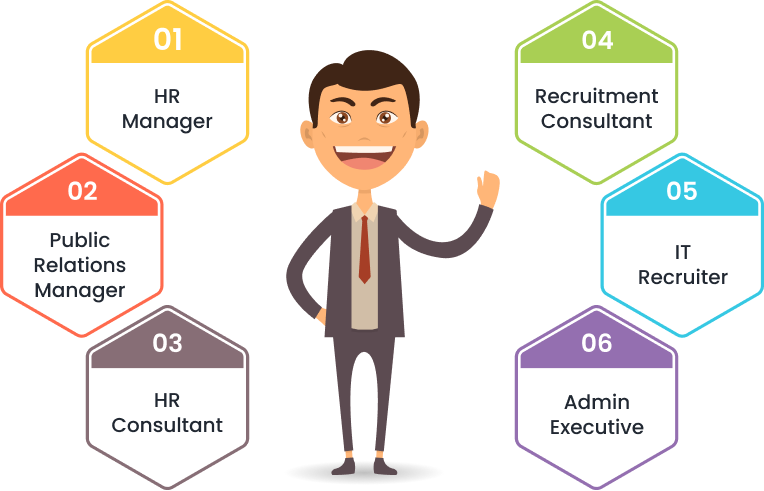 01
HR
Manager
02
Public
Relations
Manager
03
HR
Consultant
04
Recruitment
Consultant
05
IT
Recruiter
06
Admin
Executive